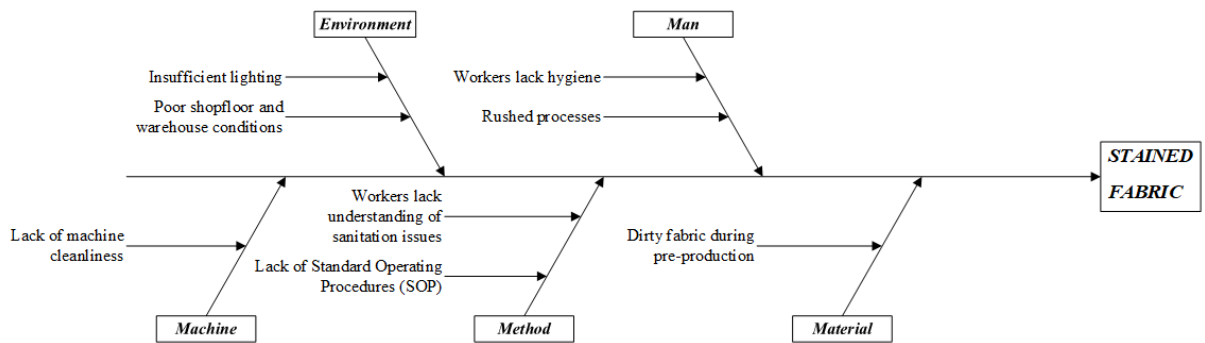 Environment
Man
Insufficient lighting
Workers lack hygiene
Poor shopfloor and
warehouse conditions
Rushed processes
STAINED
FABRIC
Workers lack
understanding of
sanitation issues
Lack of machine
cleanliness
Dirty fabric during
pre-production
Lack of Standard Operating
Procedures (SOP)
Machine
Method
Material